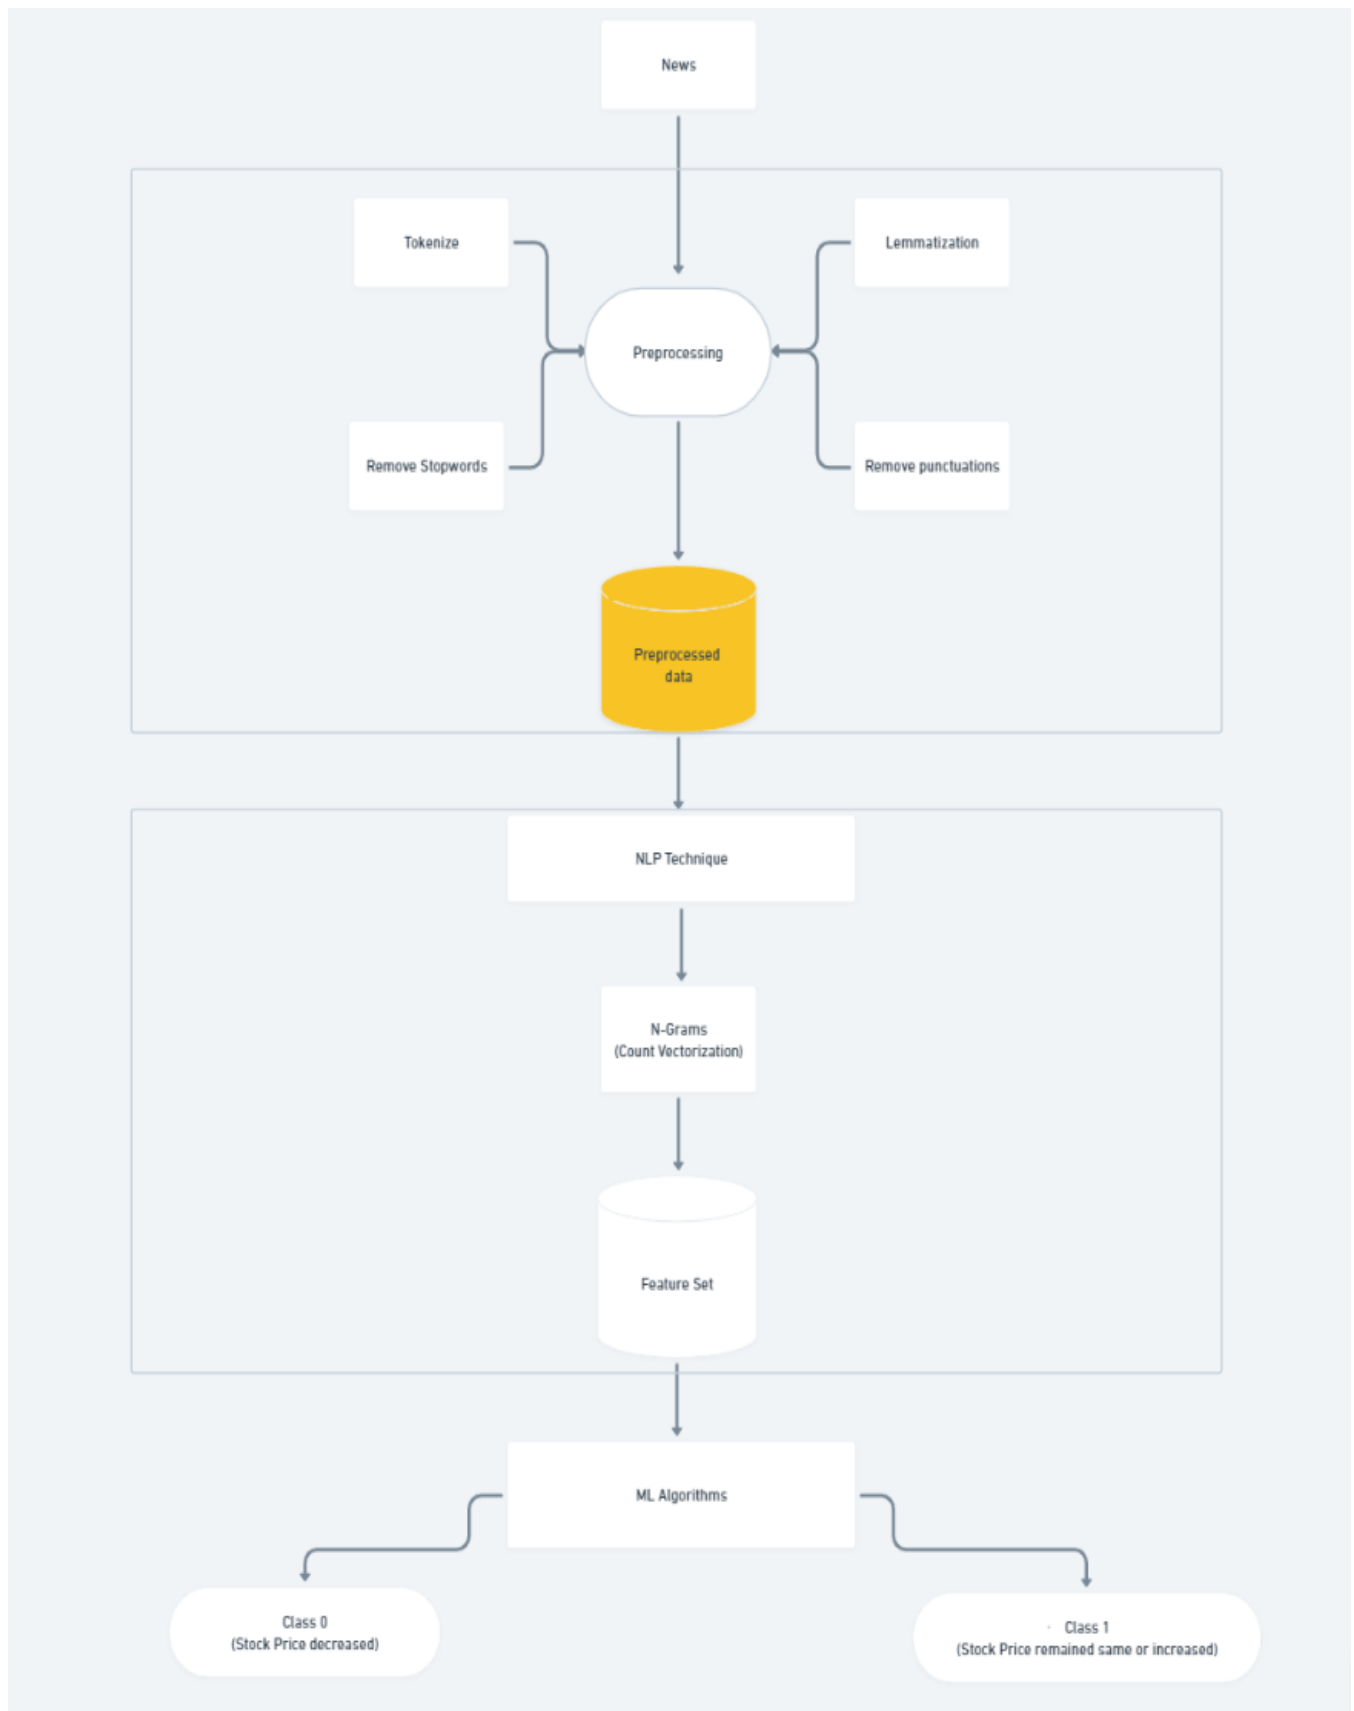 News
Tokenize
Lemmatization
Preprocessing
Remove Stopwords
Remove punctuations
Preprocessed
data
NLP Technique
N-Grams
(Count Vectorization)
Feature Set
ML Algorithms
Class 0
(Stock Price decreased)
Class 1
(Stock Price remained same or increased)